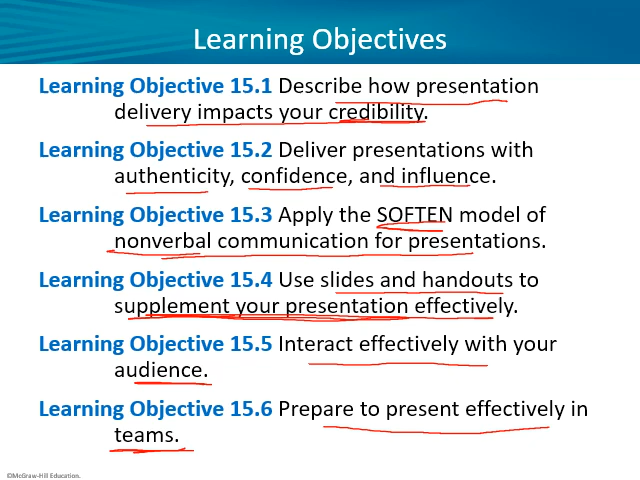 Learning Objectives
Learning Objective 15.1 Describe how presentation
delivery impacts your credibility.
Learning Objective 15.2 Deliver presentations with
authenticity, confidence, and influence.
Learning Objective 15.3 Apply the SOFTEN model of
nonverbal communication for presentations.
Learning Objective 15.4 Use slides and handouts to
supplement your presentation effectively.
Learning Objective 15.5 Interact effectively with your
audience.
Learning Objective 15.6 Prepare to present effectively in
teams.
©McGraw-Hill Education.